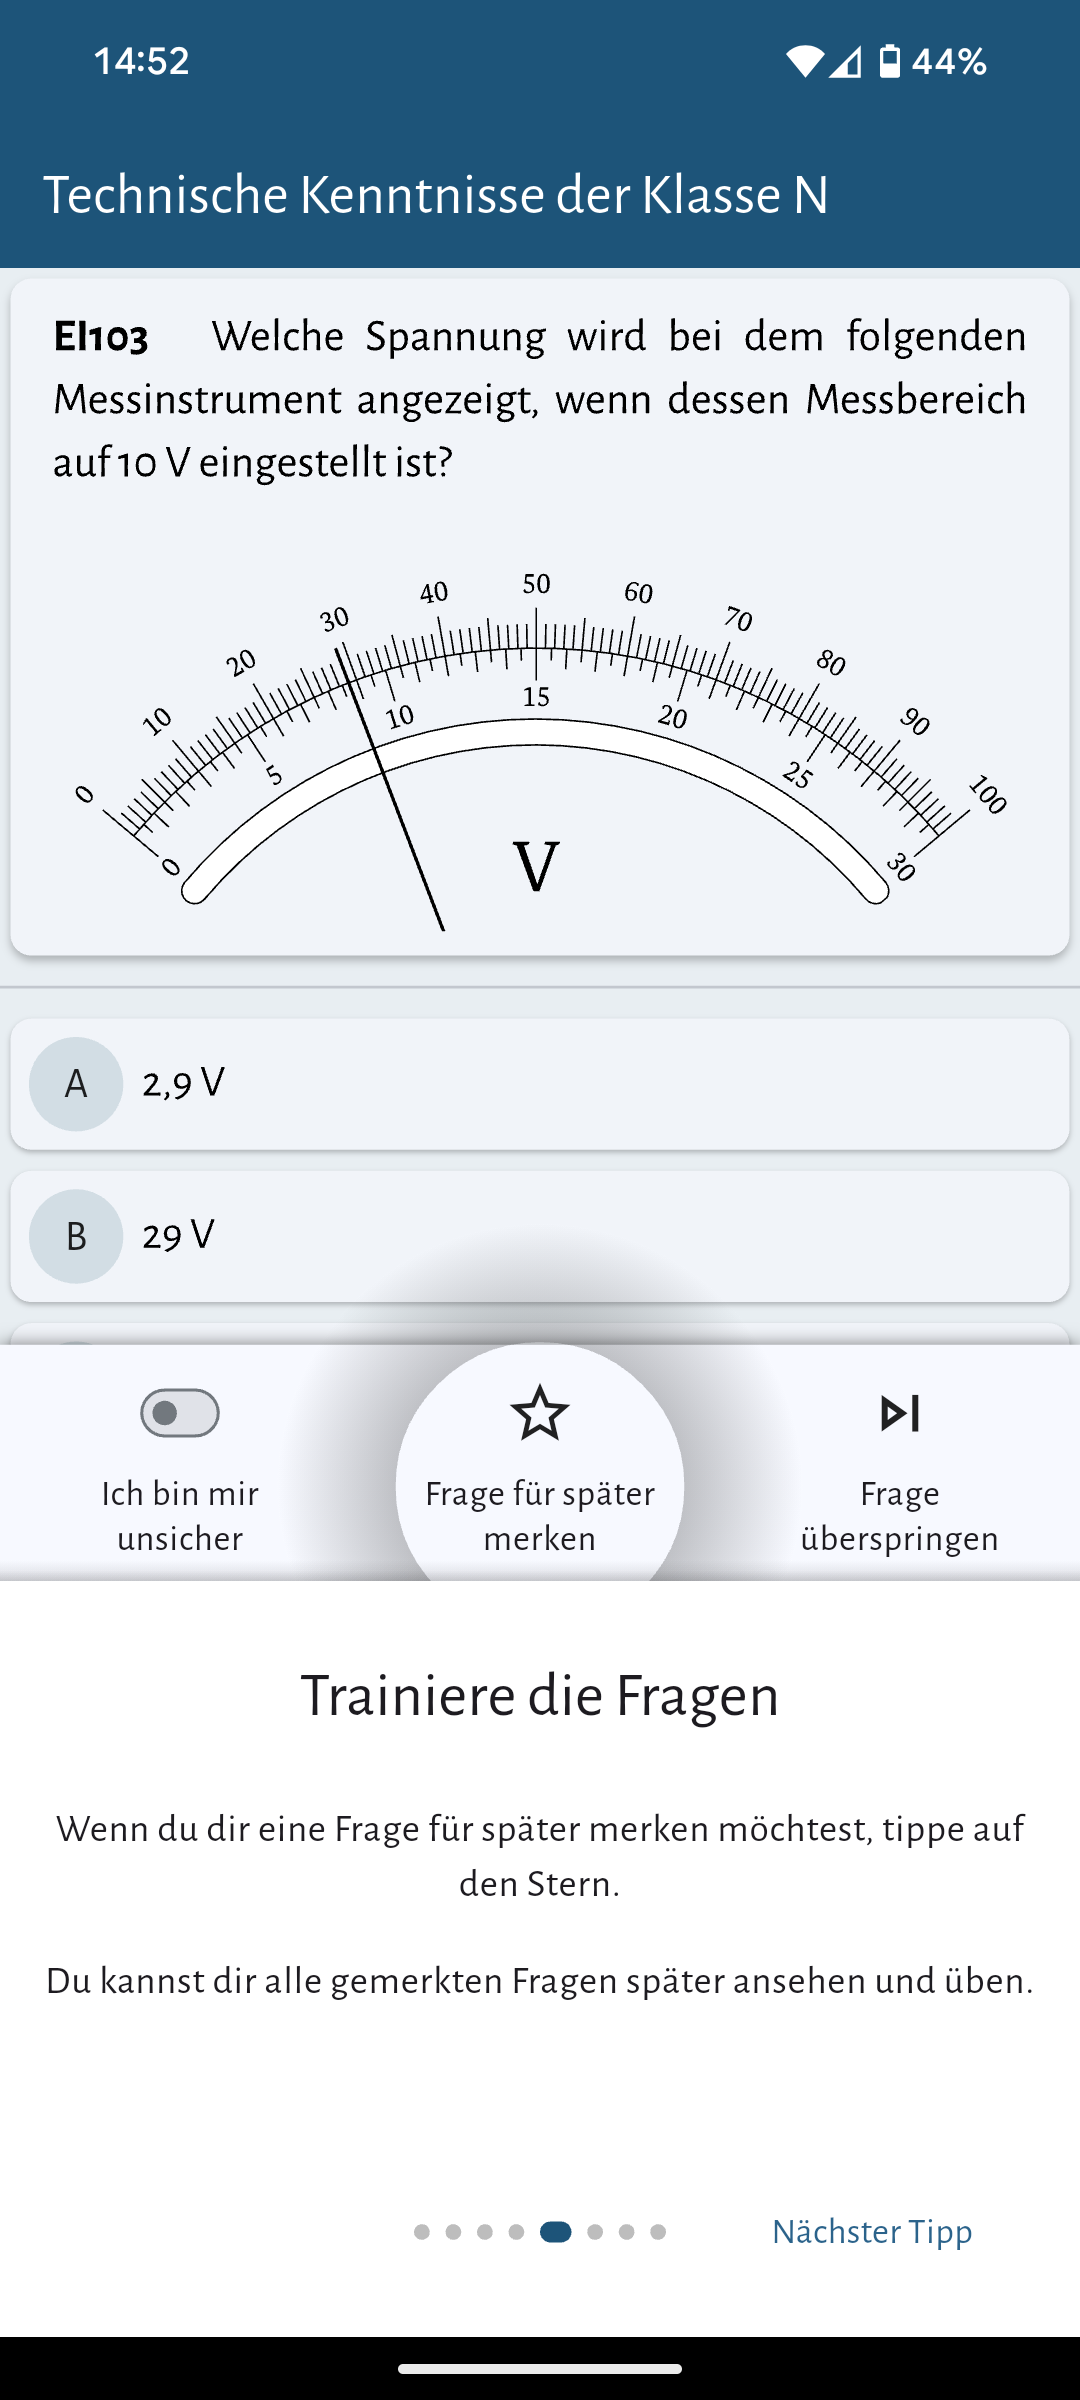 14:52 44%
Technische Kenntnisse der Klasse N
EI103 Welche Spannung wird bei dem folgenden
Messinstrument angezeigt, wenn dessen Messbereich
auf 10 V eingestellt ist?
0 10 20 30 40 50 60 70 80 90 100
0 5 10 15 20 25 30
V
A 2,9 V
B 29 V
Ich bin mir
unsicher
Frage für später
merken
Frage
überspringen
Trainiere die Fragen
Wenn du dir eine Frage für später merken möchtest, tippe auf
den Stern.
Du kannst dir alle gemerkten Fragen später ansehen und üben.
Nächster Tipp